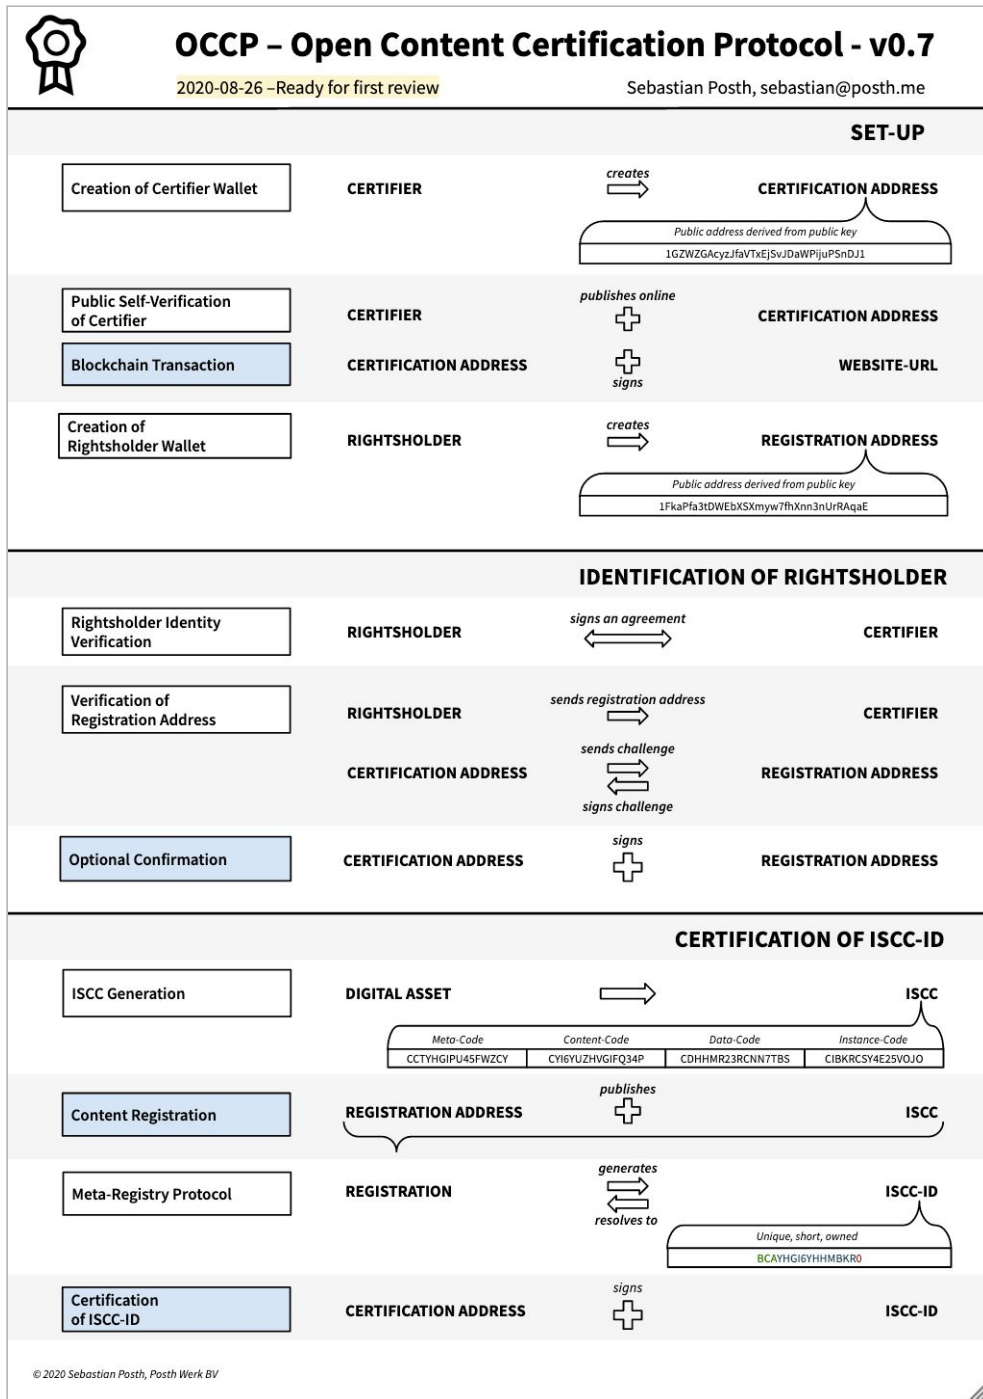 OCCP – Open Content Certification Protocol - v0.7
2020-08-26 –Ready for first review
Sebastian Posth, sebastian@posth.me
SET-UP
Creation of Certifier Wallet
CERTIFIER
creates
CERTIFICATION ADDRESS
Public address derived from public key
1GZWZGAcyzJfaVTxEjSvJDaWPijuPSnDJ1
Public Self-Verification
of Certifier
CERTIFIER
publishes online
CERTIFICATION ADDRESS
Blockchain Transaction
CERTIFICATION ADDRESS
signs
WEBSITE-URL
Creation of
Rightsholder Wallet
RIGHTSHOLDER
creates
REGISTRATION ADDRESS
Public address derived from public key
1FkaPfa3tDWEbXSXmyw7fhXnn3nUrRAqaE
IDENTIFICATION OF RIGHTSHOLDER
Rightsholder Identity
Verification
RIGHTSHOLDER
signs an agreement
CERTIFIER
Verification of
Registration Address
RIGHTSHOLDER
sends registration address
CERTIFIER
CERTIFICATION ADDRESS
sends challenge
signs challenge
REGISTRATION ADDRESS
Optional Confirmation
CERTIFICATION ADDRESS
signs
REGISTRATION ADDRESS
CERTIFICATION OF ISCC-ID
ISCC Generation
DIGITAL ASSET
ISCC
Meta-Code Content-Code Data-Code Instance-Code
CCTYHGIPU45FWZCY CYI6YUZHVGIFQ34P CDHHMR23RCNN7TBS CIBKRCSY4E25VOJO
Content Registration
REGISTRATION ADDRESS
publishes
ISCC
Meta-Registry Protocol
REGISTRATION
generates
resolves to
ISCC-ID
Unique, short, owned
BCAYHGI6YHHMBKR0
Certification
of ISCC-ID
CERTIFICATION ADDRESS
signs
ISCC-ID
© 2020 Sebastian Posth, Posth Werk BV